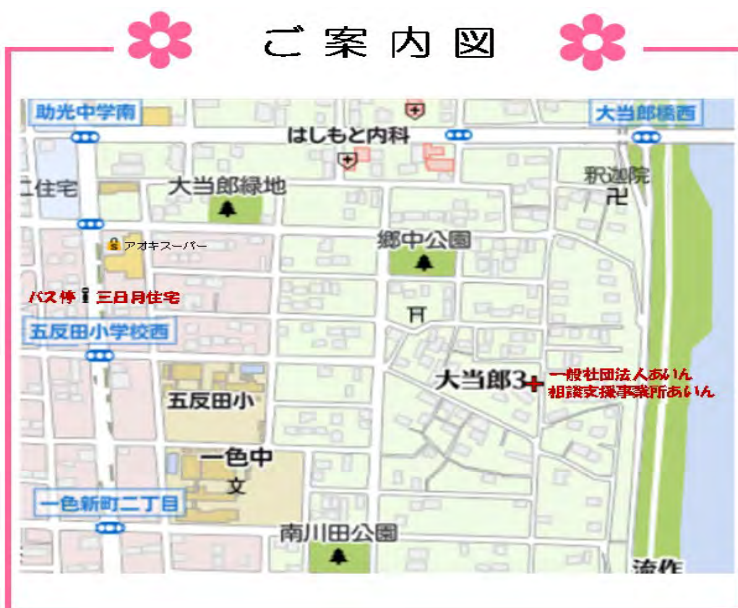 ご案内図
助光中学南
大当郎橋西
はしもと内科
二住宅
大当郎緑地
釈迦院
アオキスーパー
郷中公園
バス停 三日月住宅
五反田小学校西
大当郎3
一般社団法人あいん
相談支援事業所あいん
五反田小
一色中
文
一色新町二丁目
南川田公園
流作